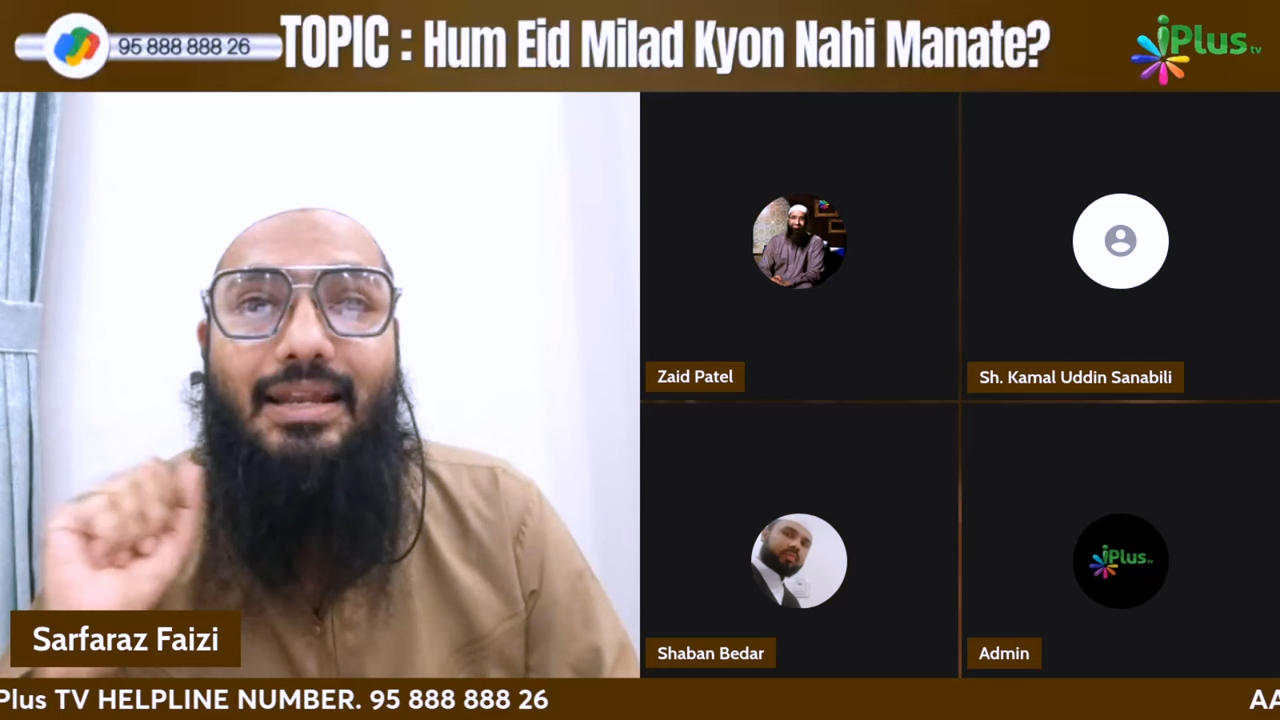 95 888 888 26
TOPIC : Hum Eid Milad Kyon Nahi Manate?
iPlus tv
Zaid Patel
Sh. Kamal Uddin Sanabili
Sarfaraz Faizi
Shaban Bedar
iPlus tv
Admin
Plus TV HELPLINE NUMBER. 95 888 888 26
AA